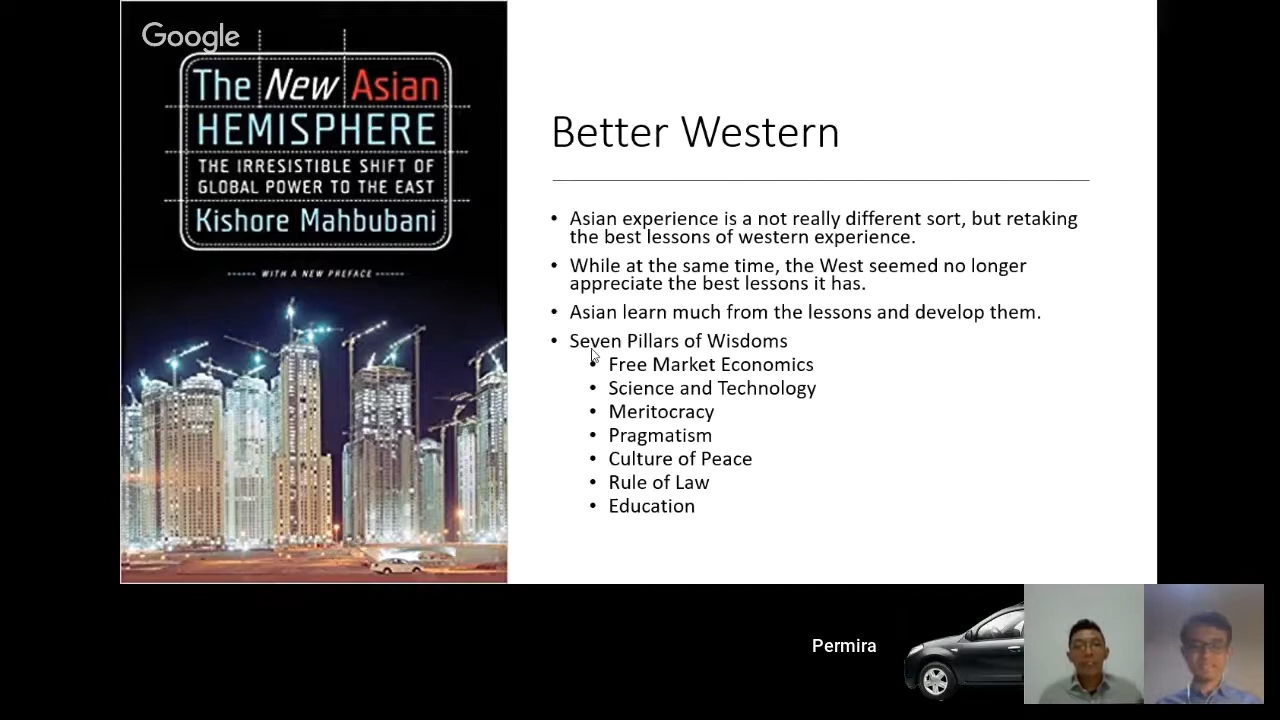 Google
The New Asian
HEMISPHERE
THE IRRESISTIBLE SHIFT OF
GLOBAL POWER TO THE EAST
Kishore Mahbubani
WITH A NEW PREFACE
Better Western
• Asian experience is a not really different sort, but retaking
the best lessons of western experience.
• While at the same time, the West seemed no longer
appreciate the best lessons it has.
• Asian learn much from the lessons and develop them.
• Seven Pillars of Wisdoms
• Free Market Economics
• Science and Technology
• Meritocracy
• Pragmatism
• Culture of Peace
• Rule of Law
• Education
Permira